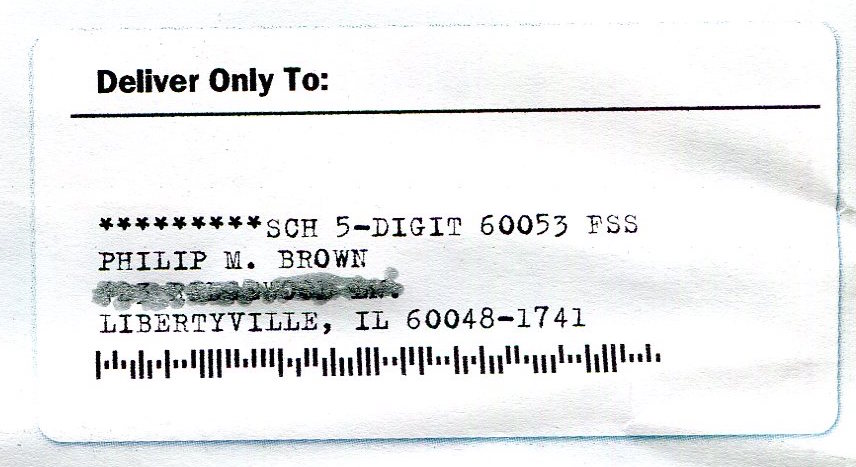 Deliver Only To:
*********SCH 5-DIGIT 60053 FSS
PHILIP M. BROWN
LIBERTYVILLE, IL 60048-1741